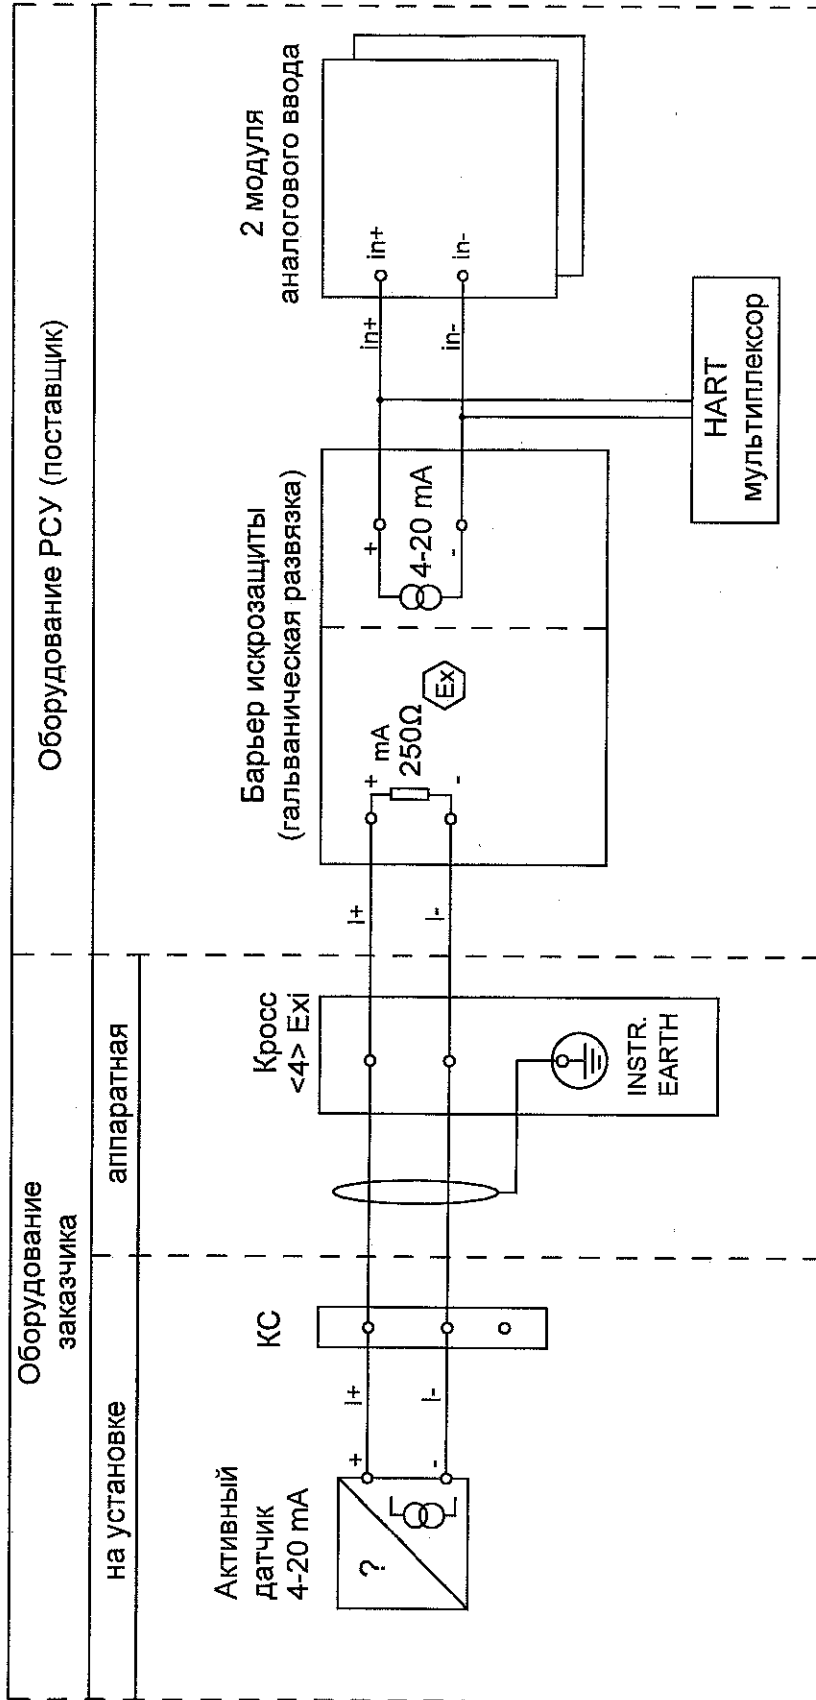 Оборудование
заказчика
Оборудование РСУ (поставщик)
на установке
аппаратная
Активный
датчик
4-20 mA
?
+
-
I+
I-
КС
Кросс
<4> Exi
INSTR.
EARTH
I+
I-
Барьер искрозащиты
(гальваническая развязка)
+
mA
250Ω
-
Ex
+
4-20 mA
-
in+
in-
2 модуля
аналогового ввода
in+
in-
HART
мультиплексор